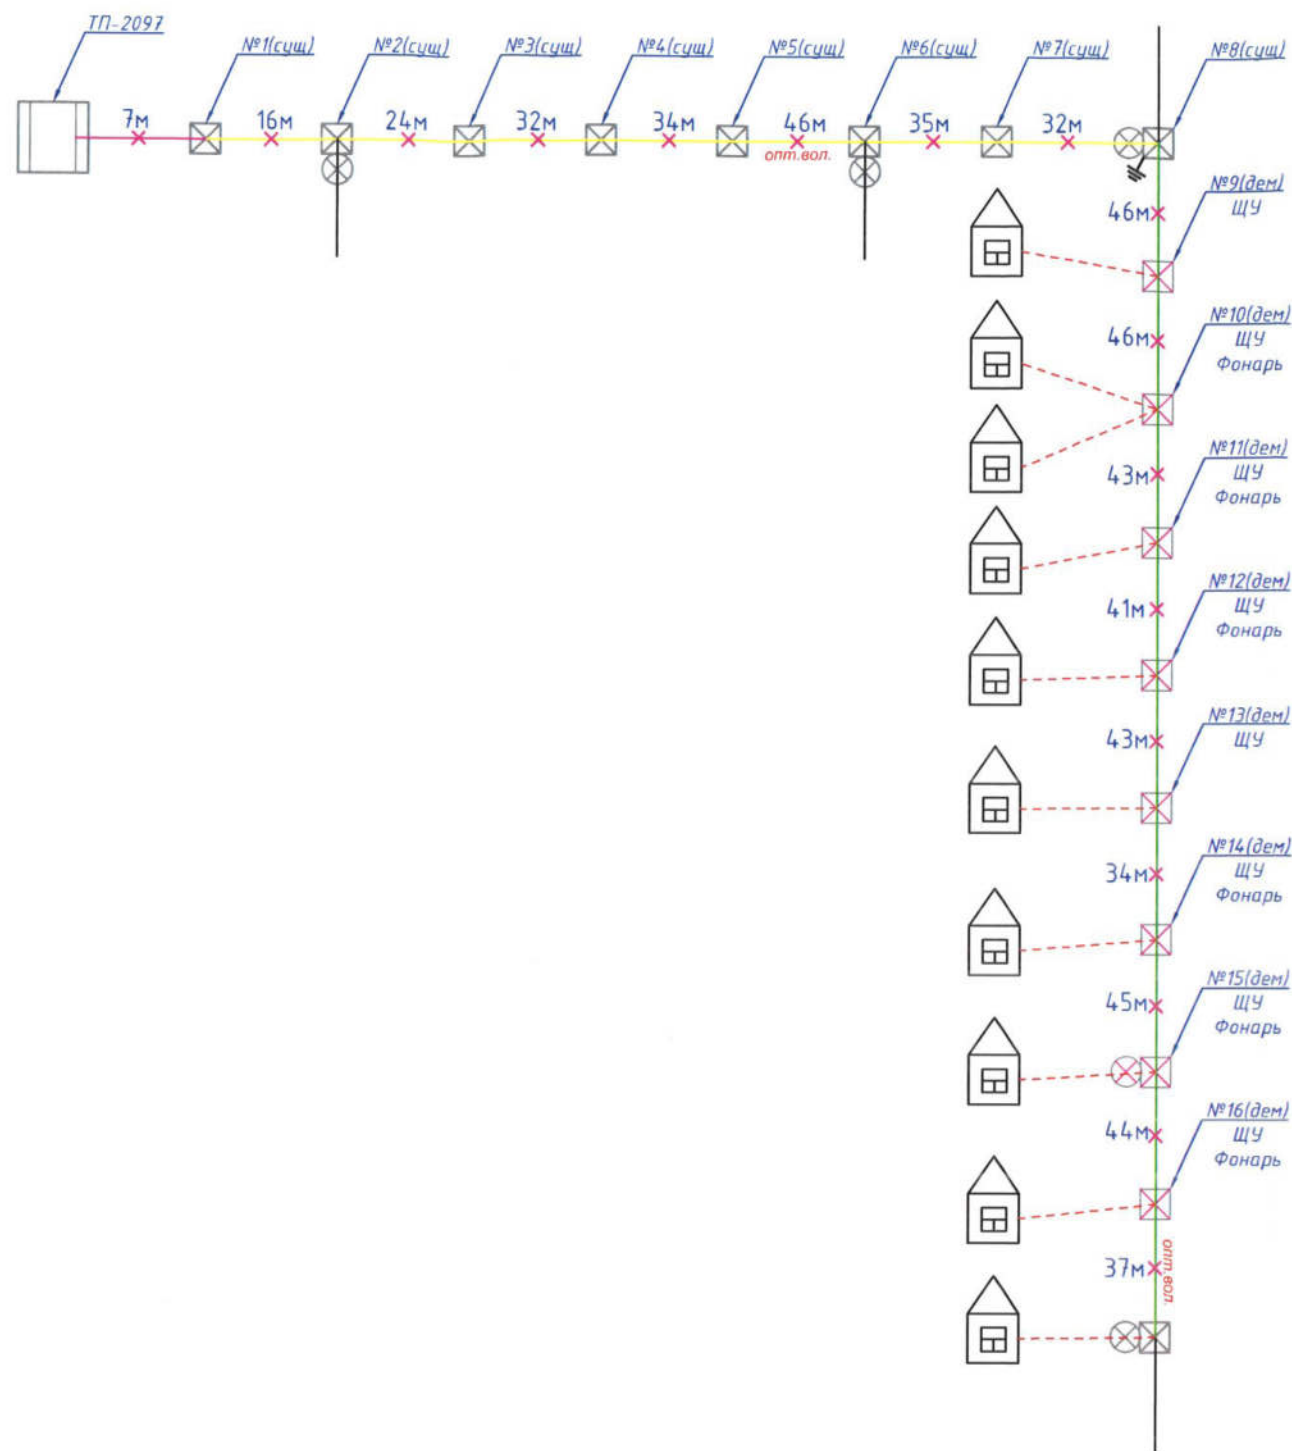 ТП-2097
№1(сущ)
№2(сущ)
№3(сущ)
№4(сущ)
№5(сущ)
№6(сущ)
№7(сущ)
№8(сущ)
7м
16м
24м
32м
34м
46м
35м
32м
опт.вол.
№9(дем)
ЩУ
46м
№10(дем)
ЩУ
Фонарь
46м
№11(дем)
ЩУ
Фонарь
43м
№12(дем)
ЩУ
Фонарь
41м
№13(дем)
ЩУ
43м
№14(дем)
ЩУ
Фонарь
34м
№15(дем)
ЩУ
Фонарь
45м
№16(дем)
ЩУ
Фонарь
44м
37м
опт.вол.